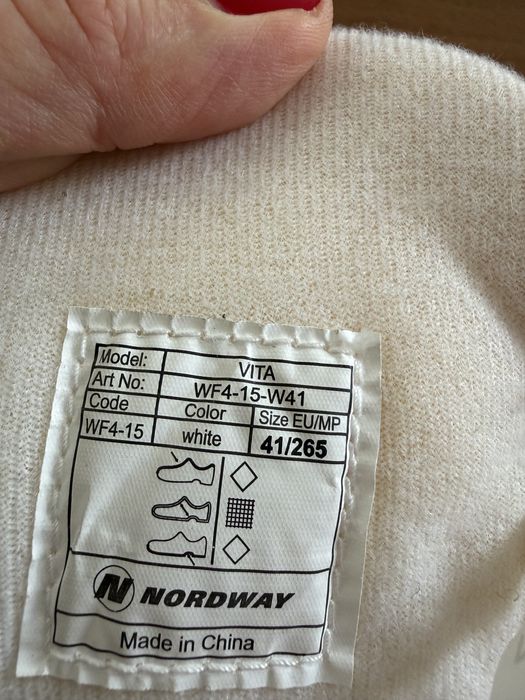 Model: VITA
Art No: WF4-15-W41
Code Color Size EU/MP
WF4-15 white 41/265
N NORDWAY
Made in China